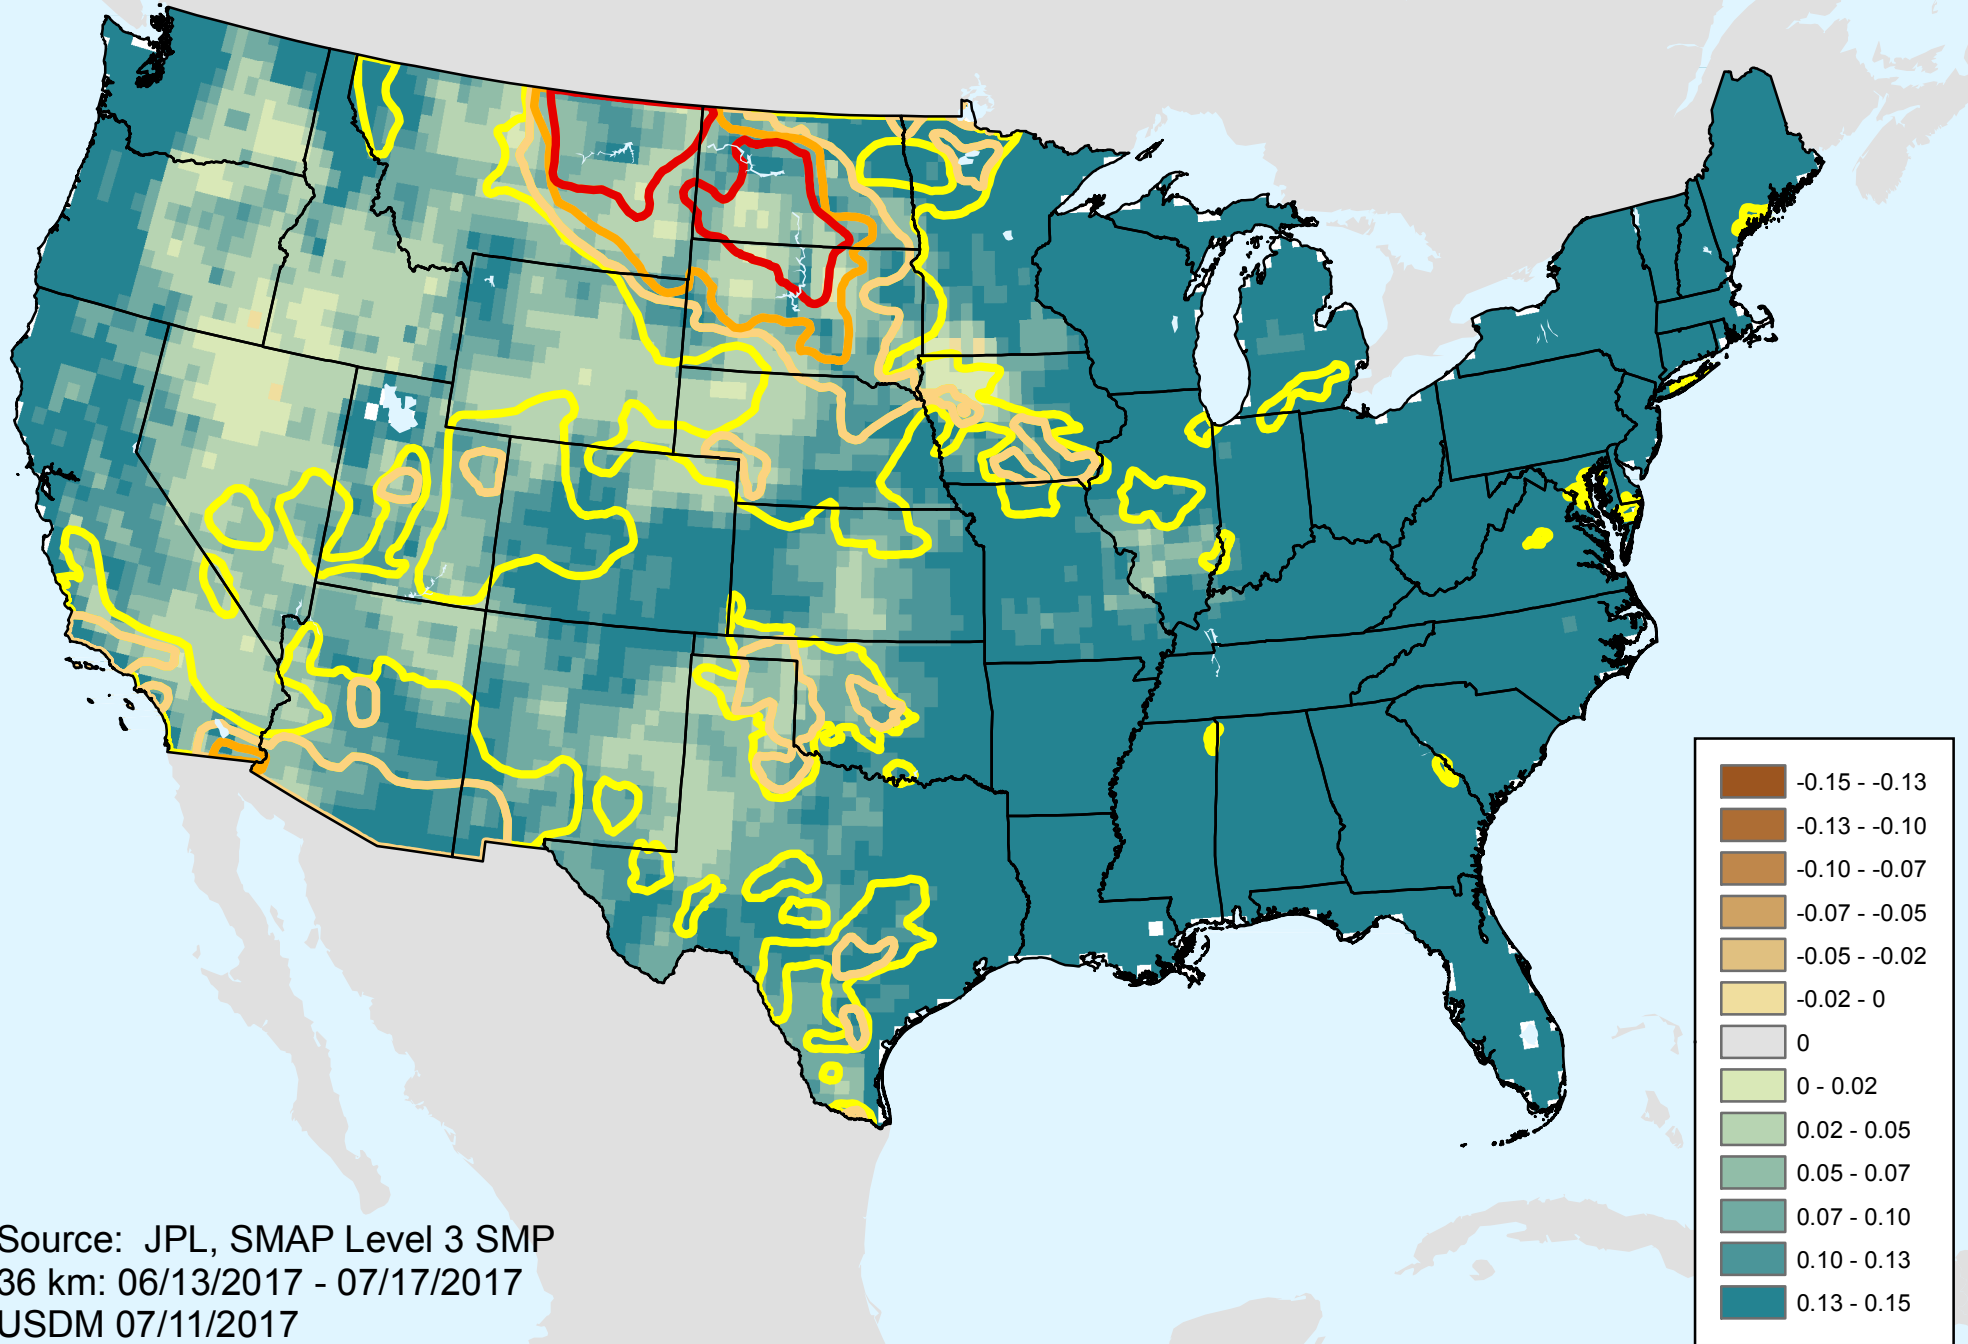 -0.15 - -0.13
-0.13 - -0.10
-0.10 - -0.07
-0.07 - -0.05
-0.05 - -0.02
-0.02 - 0
0
0 - 0.02
0.02 - 0.05
0.05 - 0.07
0.07 - 0.10
0.10 - 0.13
0.13 - 0.15
Source: JPL, SMAP Level 3 SMP
36 km: 06/13/2017 - 07/17/2017
USDM 07/11/2017